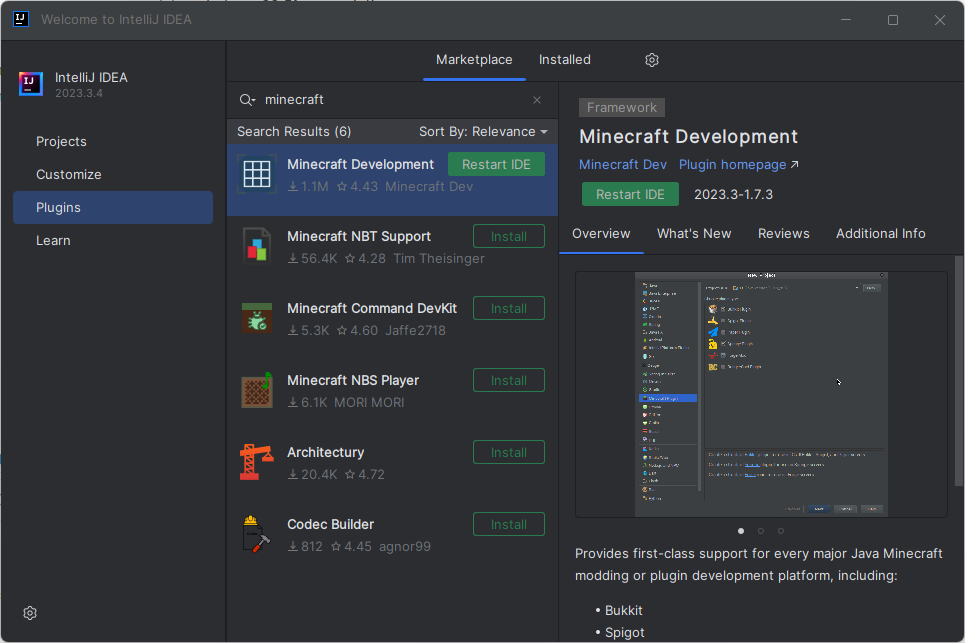 Welcome to IntelliJ IDEA
IntelliJ IDEA
2023.3.4
Projects
Customize
Plugins
Learn
Marketplace
Installed
minecraft
Search Results (6)
Sort By: Relevance
Minecraft Development
Restart IDE
1.1M 4.43 Minecraft Dev
Minecraft NBT Support
Install
56.4K 4.28 Tim Theisinger
Minecraft Command DevKit
Install
5.3K 4.60 Jaffe2718
Minecraft NBS Player
Install
6.1K MORI MORI
Architectury
Install
20.4K 4.72
Codec Builder
Install
812 4.45 agnor99
Framework
Minecraft Development
Minecraft Dev Plugin homepage
Restart IDE 2023.3-1.7.3
Overview What's New Reviews Additional Info
Provides first-class support for every major Java Minecraft
modding or plugin development platform, including:
• Bukkit
• Spigot